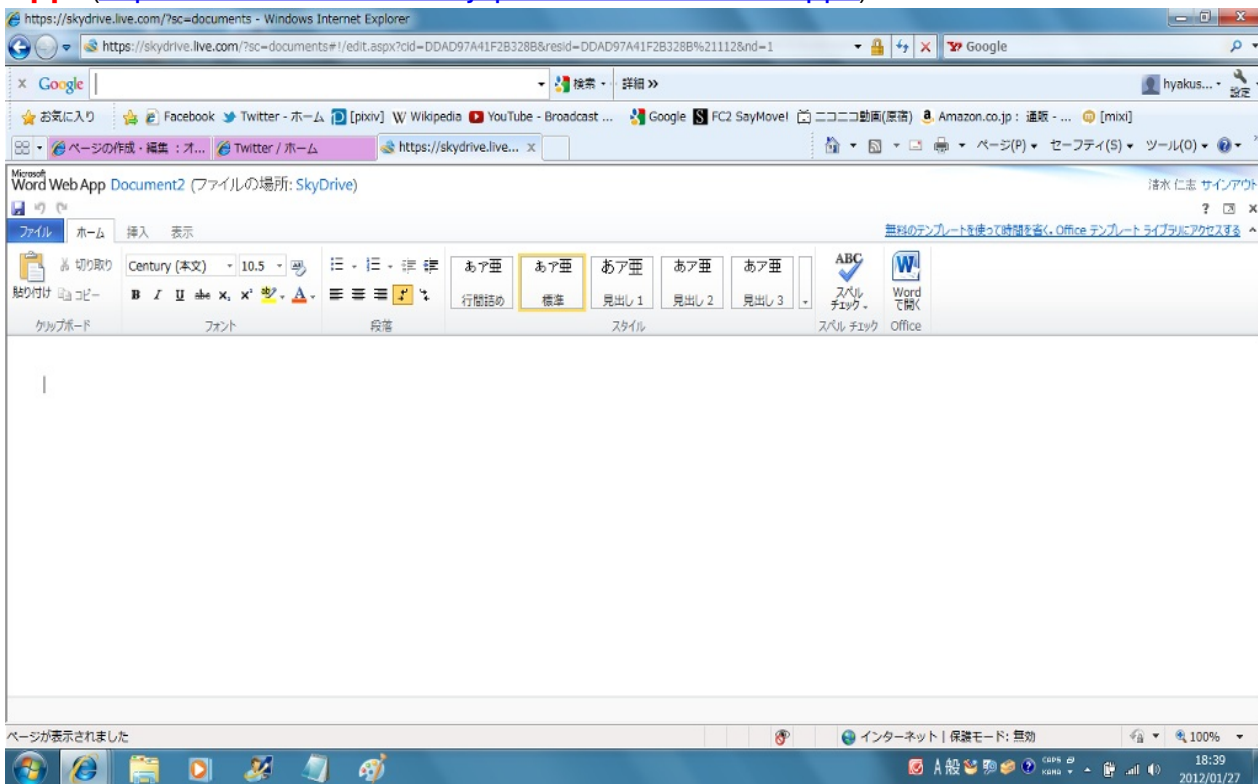 https://skydrive.live.com/?sc=documents - Windows Internet Explorer
https://skydrive.live.com/?sc=documents#!/edit.aspx?cid=DDAD97A41F2B328B&resid=DDAD97A41F2B328B%21112&nd=1 Google
x Google 検索 詳細 » hyakus... 設定
お気に入り Facebook Twitter - ホーム [pixiv] Wikipedia YouTube - Broadcast ... Google FC2 SayMove! ニコニコ動画(原宿) Amazon.co.jp: 通販 - ... [mixi]
ページの作成・編集 : オ... Twitter / ホーム https://skydrive.live... x ページ(P) セーフティ(S) ツール(O)
Microsoft
Word Web App Document2 (ファイルの場所: SkyDrive) 清水 仁志 サインアウト
ファイル ホーム 挿入 表示 無料のテンプレートを使って時間を省く。Office テンプレート ライブラリにアクセスする
貼り付け 切り取り コピー Century (本文) 10.5 あア亜 あア亜 あア亜 あア亜 あア亜 ABC
B I U abc X, X' ab A 行間詰め 標準 見出し 1 見出し 2 見出し 3 スペルチェック Word で開く
クリップボード フォント 段落 スタイル スペル チェック Office
ページが表示されました インターネット | 保護モード: 無効 100%
A 般 CAPS KANA 18:39
2012/01/27